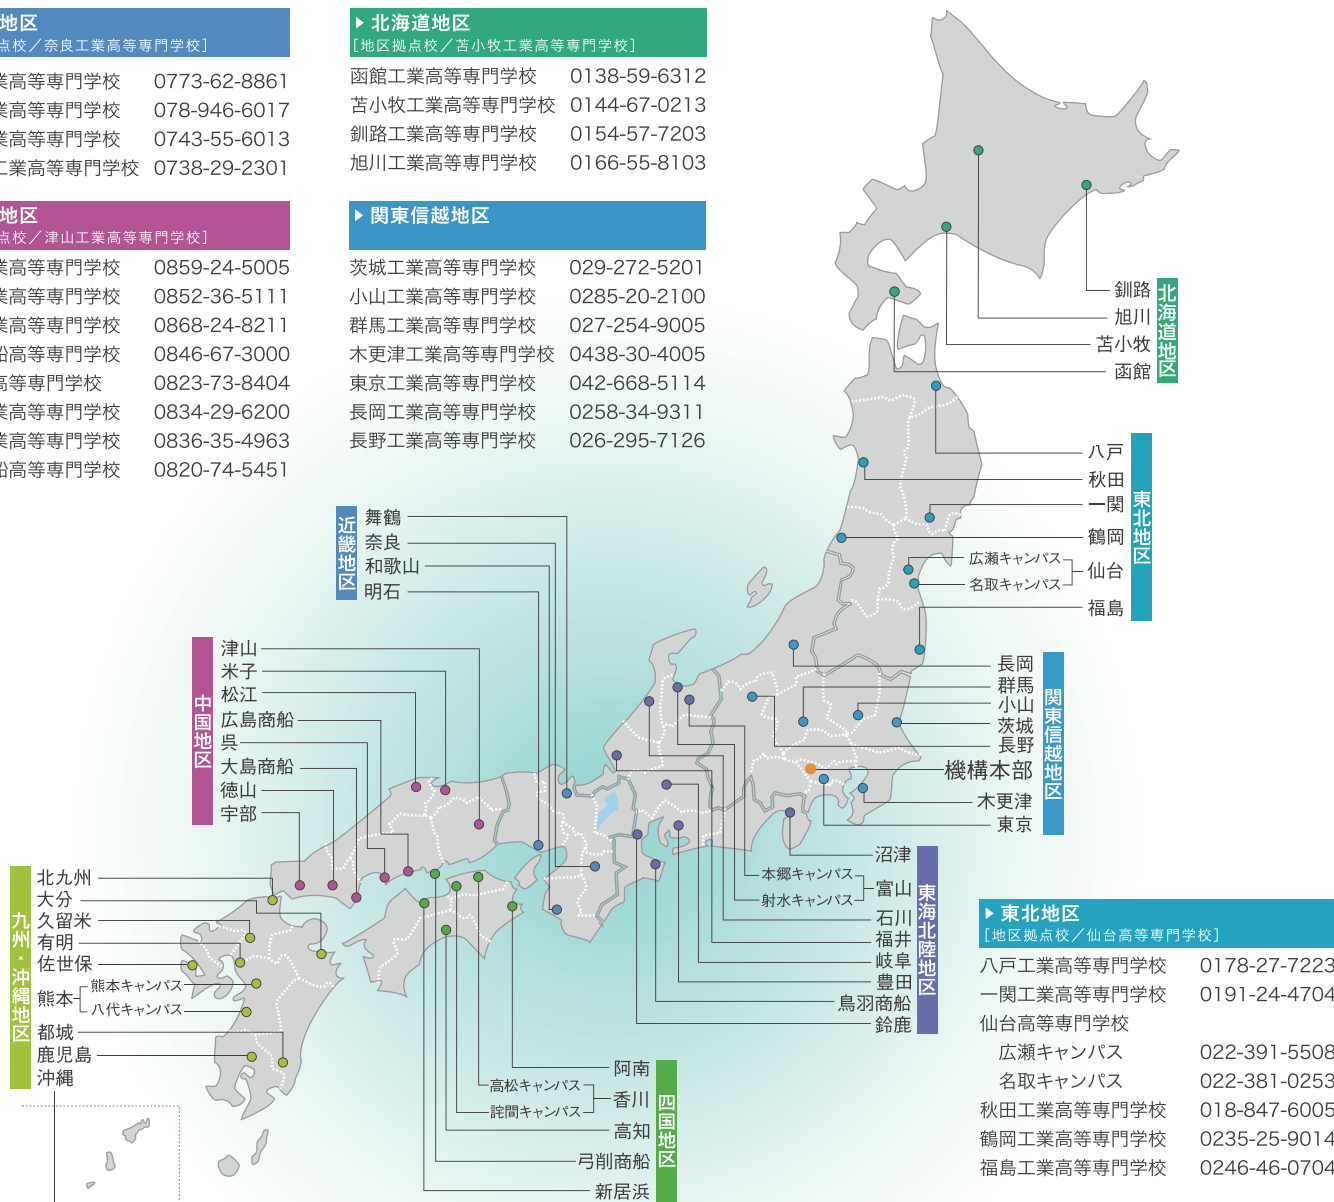 地区
点校／奈良工業高等専門学校］
業高等専門学校 0773-62-8861
業高等専門学校 078-946-6017
業高等専門学校 0743-55-6013
工業高等専門学校 0738-29-2301
地区
点校／津山工業高等専門学校］
業高等専門学校 0859-24-5005
業高等専門学校 0852-36-5111
業高等専門学校 0868-24-8211
船高等専門学校 0846-67-3000
高等専門学校 0823-73-8404
業高等専門学校 0834-29-6200
業高等専門学校 0836-35-4963
船高等専門学校 0820-74-5451
北海道地区
［地区拠点校／苫小牧工業高等専門学校］
函館工業高等専門学校 0138-59-6312
苫小牧工業高等専門学校 0144-67-0213
釧路工業高等専門学校 0154-57-7203
旭川工業高等専門学校 0166-55-8103
関東信越地区
茨城工業高等専門学校 029-272-5201
小山工業高等専門学校 0285-20-2100
群馬工業高等専門学校 027-254-9005
木更津工業高等専門学校 0438-30-4005
東京工業高等専門学校 042-668-5114
長岡工業高等専門学校 0258-34-9311
長野工業高等専門学校 026-295-7126
北海道地区
釧路
旭川
苫小牧
函館
東北地区
八戸
秋田
一関
鶴岡
広瀬キャンパス
名取キャンパス
仙台
福島
近畿地区
舞鶴
奈良
和歌山
明石
関東信越地区
長岡
群馬
小山
茨城
長野
機構本部
木更津
東京
中国地区
津山
米子
松江
広島商船
呉
大島商船
徳山
宇部
東海北陸地区
沼津
本郷キャンパス
射水キャンパス
富山
石川
福井
岐阜
豊田
鳥羽商船
鈴鹿
九州・沖縄地区
北九州
大分
久留米
有明
佐世保
熊本
熊本キャンパス
八代キャンパス
都城
鹿児島
沖縄
四国地区
阿南
高松キャンパス
詫間キャンパス
香川
高知
弓削商船
新居浜
東北地区
［地区拠点校／仙台高等専門学校］
八戸工業高等専門学校 0178-27-7223
一関工業高等専門学校 0191-24-4704
仙台高等専門学校
広瀬キャンパス 022-391-5508
名取キャンパス 022-381-0253
秋田工業高等専門学校 018-847-6005
鶴岡工業高等専門学校 0235-25-9014
福島工業高等専門学校 0246-46-0704